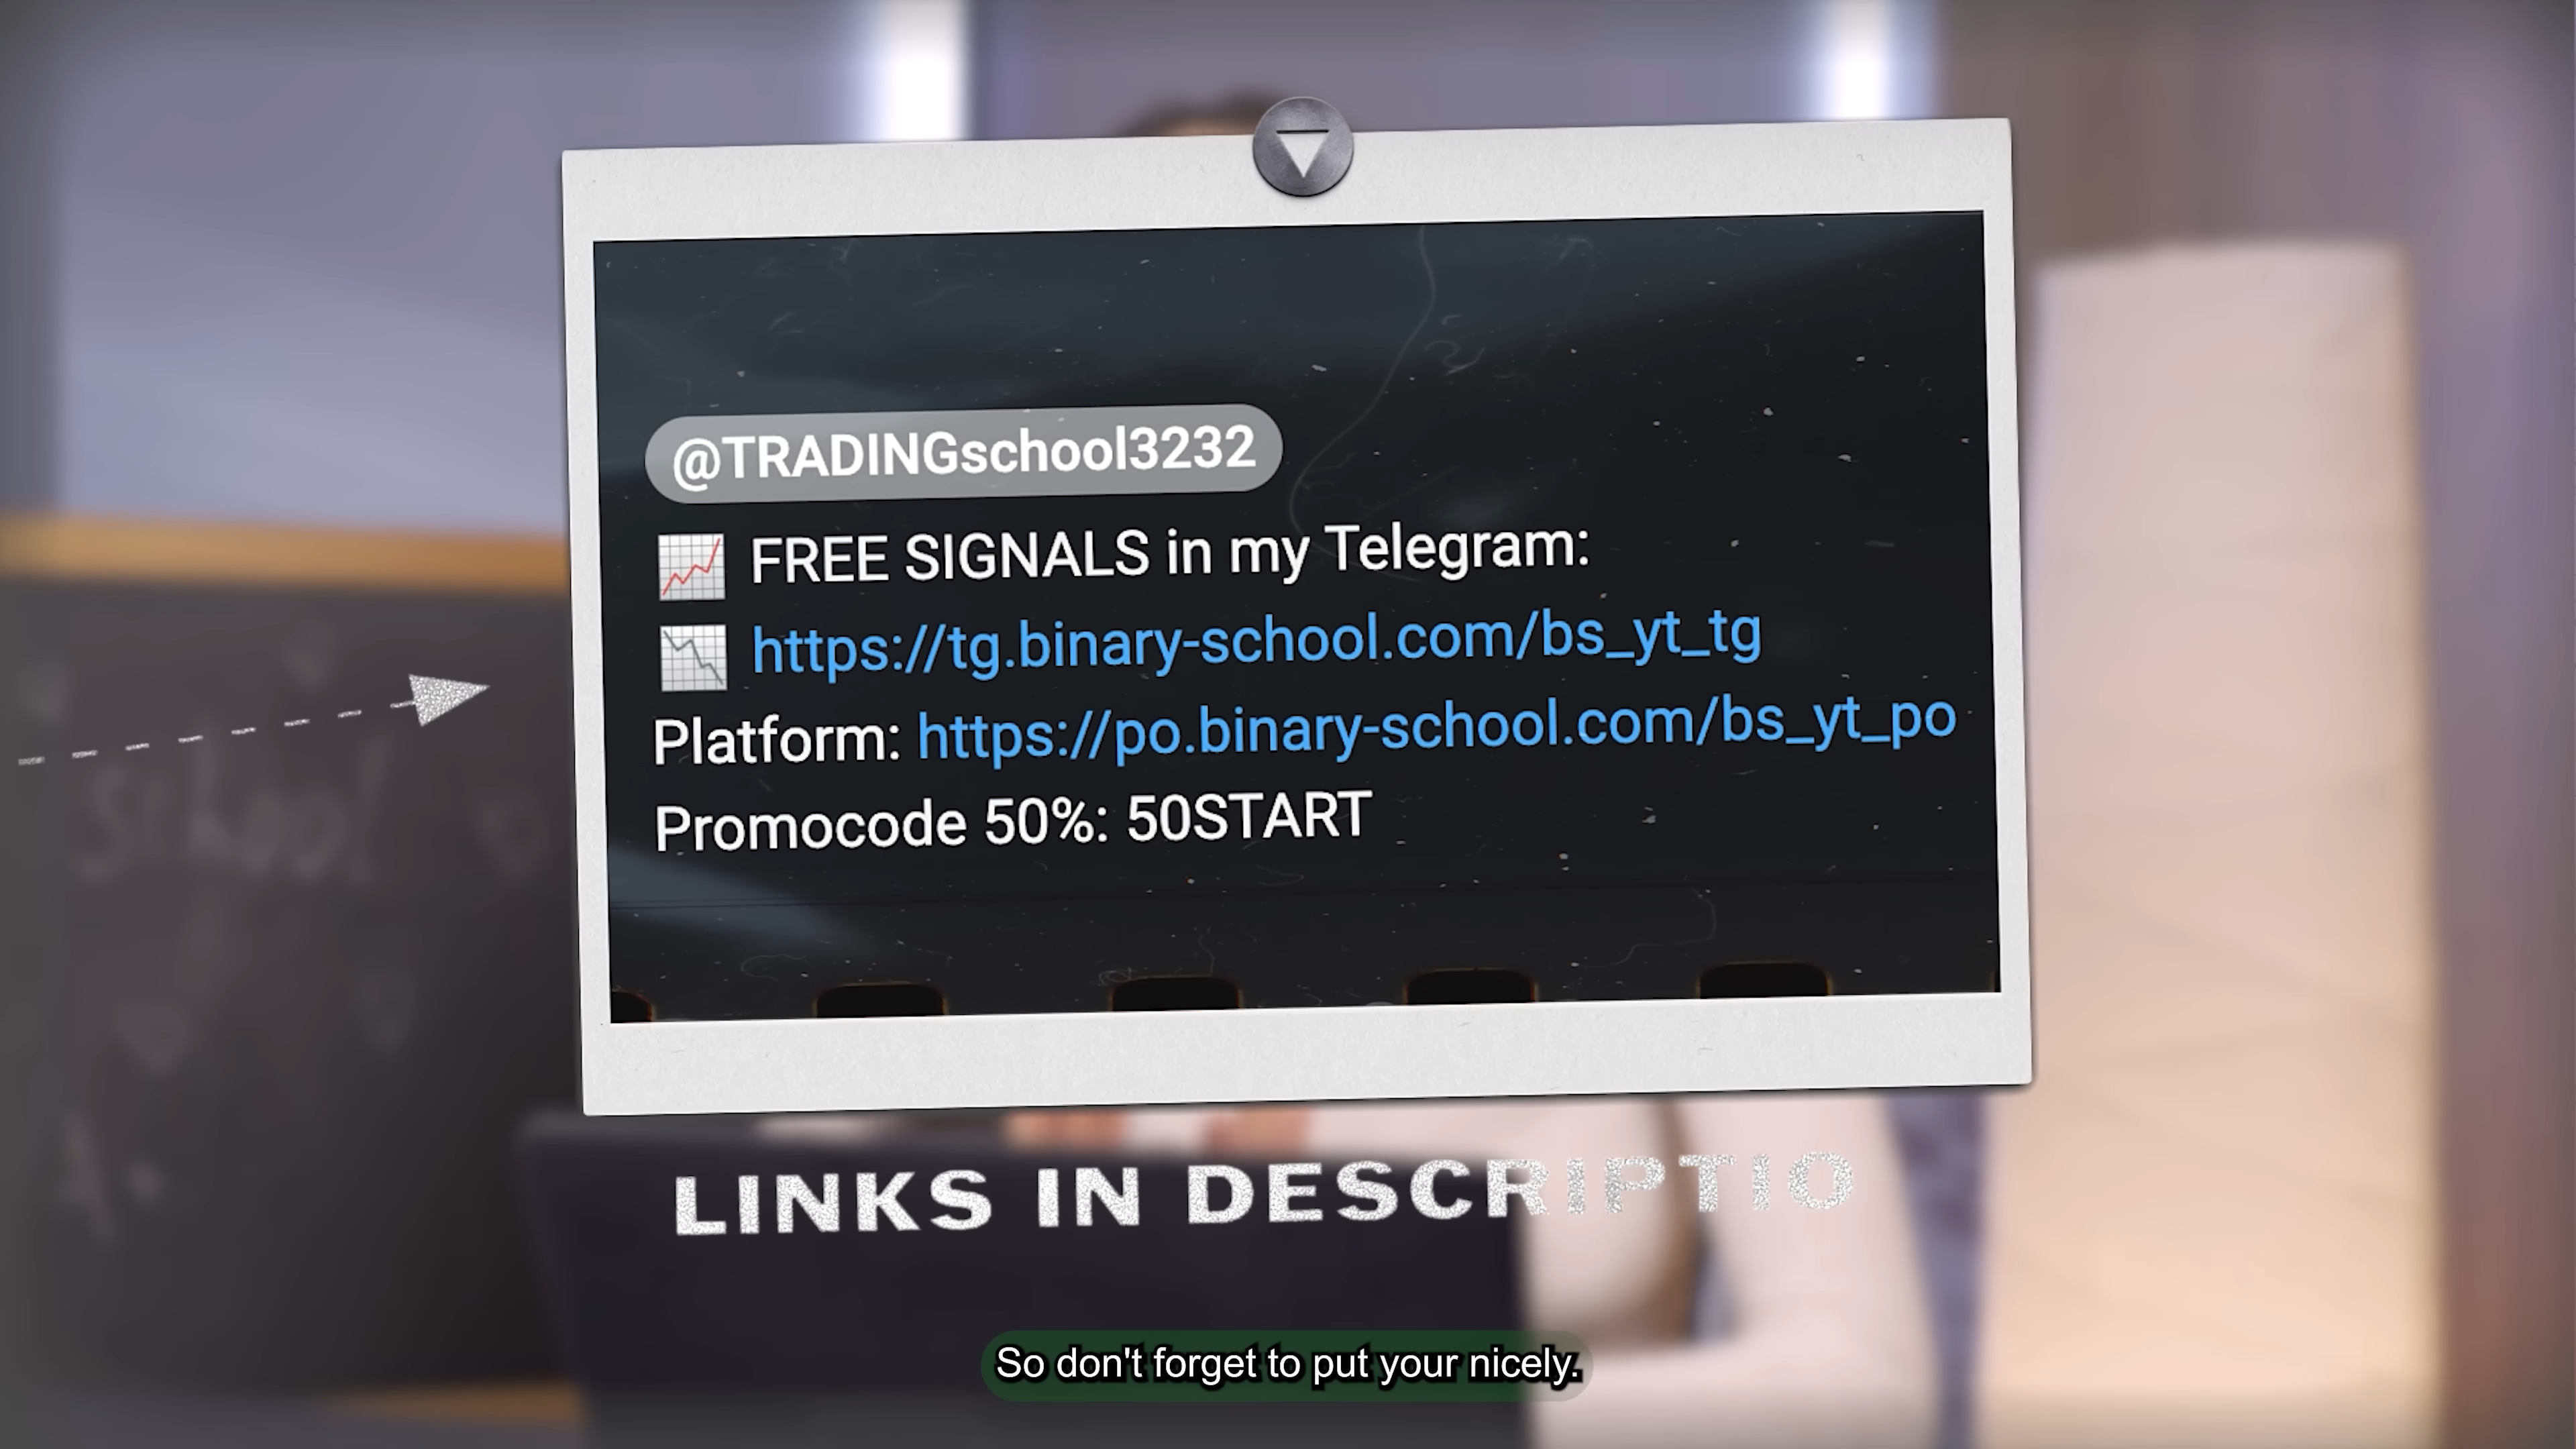 @TRADINGschool3232
FREE SIGNALS in my Telegram:
https://tg.binary-school.com/bs_yt_tg
Platform: https://po.binary-school.com/bs_yt_po
Promocode 50%: 50START
School
LINKS IN DESCRIPTIO
So don't forget to put your nicely.